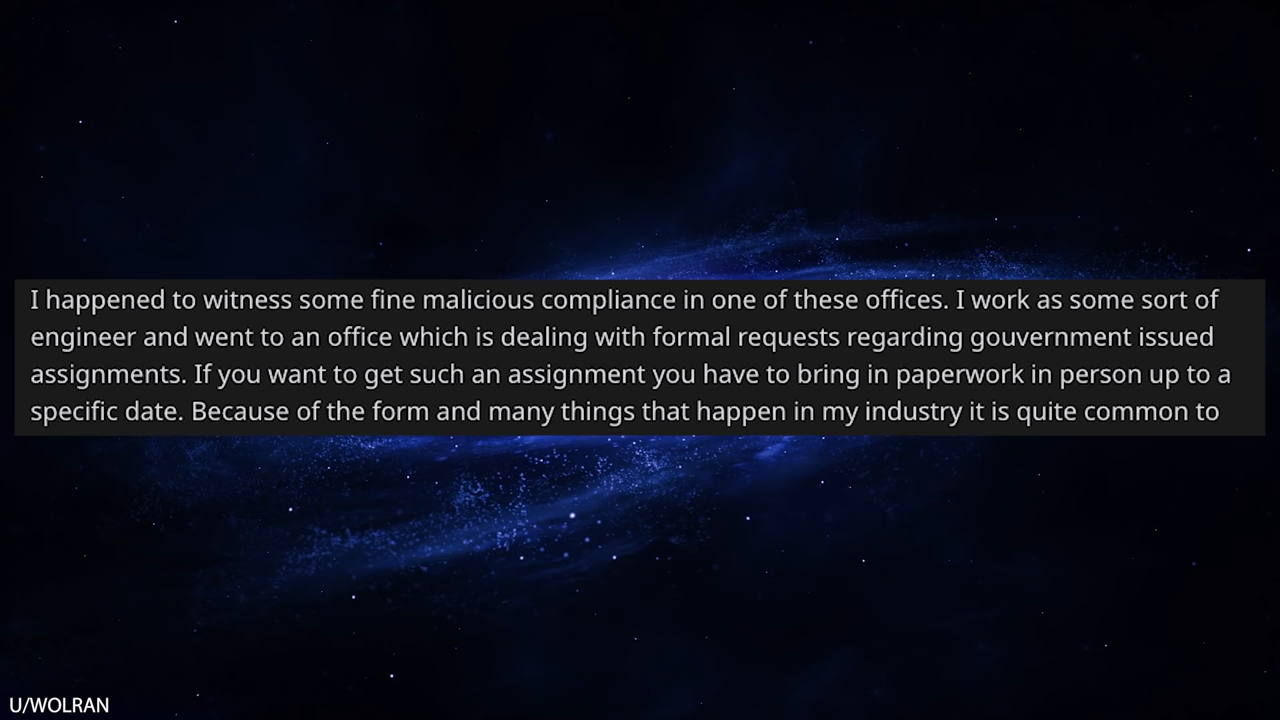 I happened to witness some fine malicious compliance in one of these offices. I work as some sort of
engineer and went to an office which is dealing with formal requests regarding gouvernment issued
assignments. If you want to get such an assignment you have to bring in paperwork in person up to a
specific date. Because of the form and many things that happen in my industry it is quite common to
U/WOLRAN